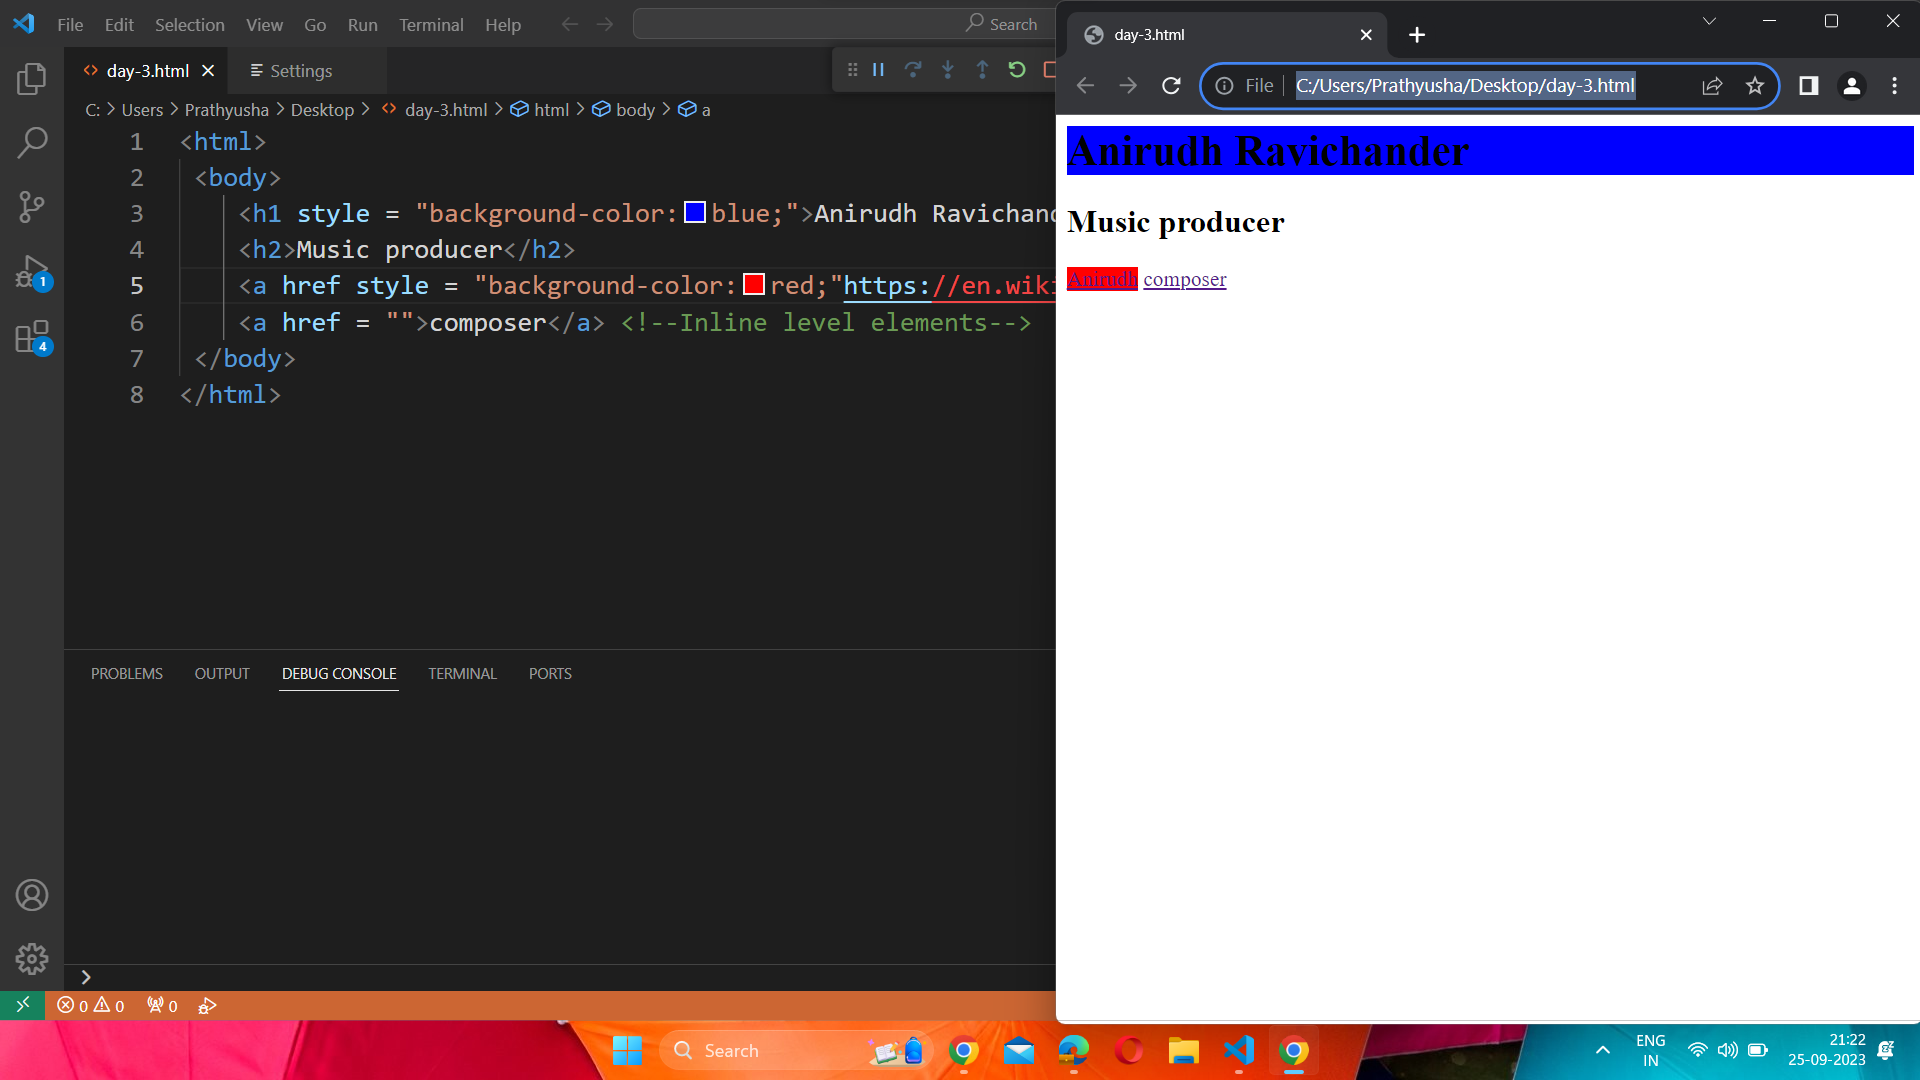 File Edit Selection View Go Run Terminal Help Search
day-3.html Settings
C: Users Prathyusha Desktop day-3.html html body a
1 <html>
2 <body>
3 <h1 style = "background-color:blue;">Anirudh Ravichand
4 <h2>Music producer</h2>
5 <a href style = "background-color:red;"https://en.wiki
6 <a href = "">composer</a> <!--Inline level elements-->
7 </body>
8 </html>
1
4
PROBLEMS OUTPUT DEBUG CONSOLE TERMINAL PORTS
0 0 0
day-3.html
File C:/Users/Prathyusha/Desktop/day-3.html
Anirudh Ravichander
Music producer
Anirudh composer
Search
ENG
IN
21:22
25-09-2023